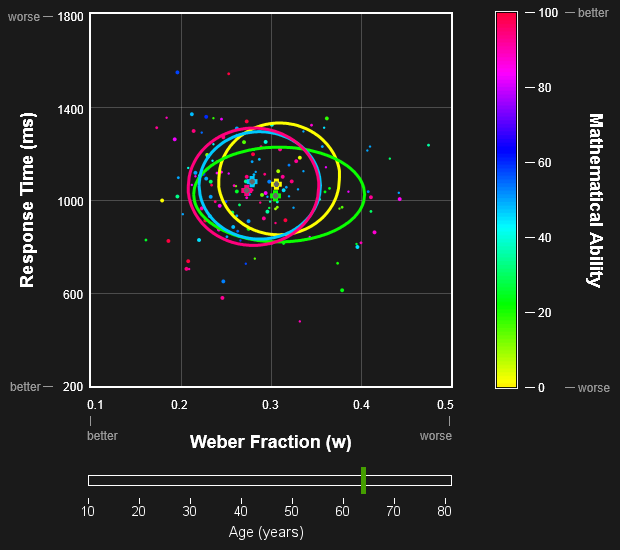 worse
1800
1400
1000
600
200
better
Response Time (ms)
0.1
0.2
0.3
0.4
0.5
better
worse
Weber Fraction (w)
10
20
30
40
50
60
70
80
Age (years)
100
better
80
60
40
20
0
worse
Mathematical Ability